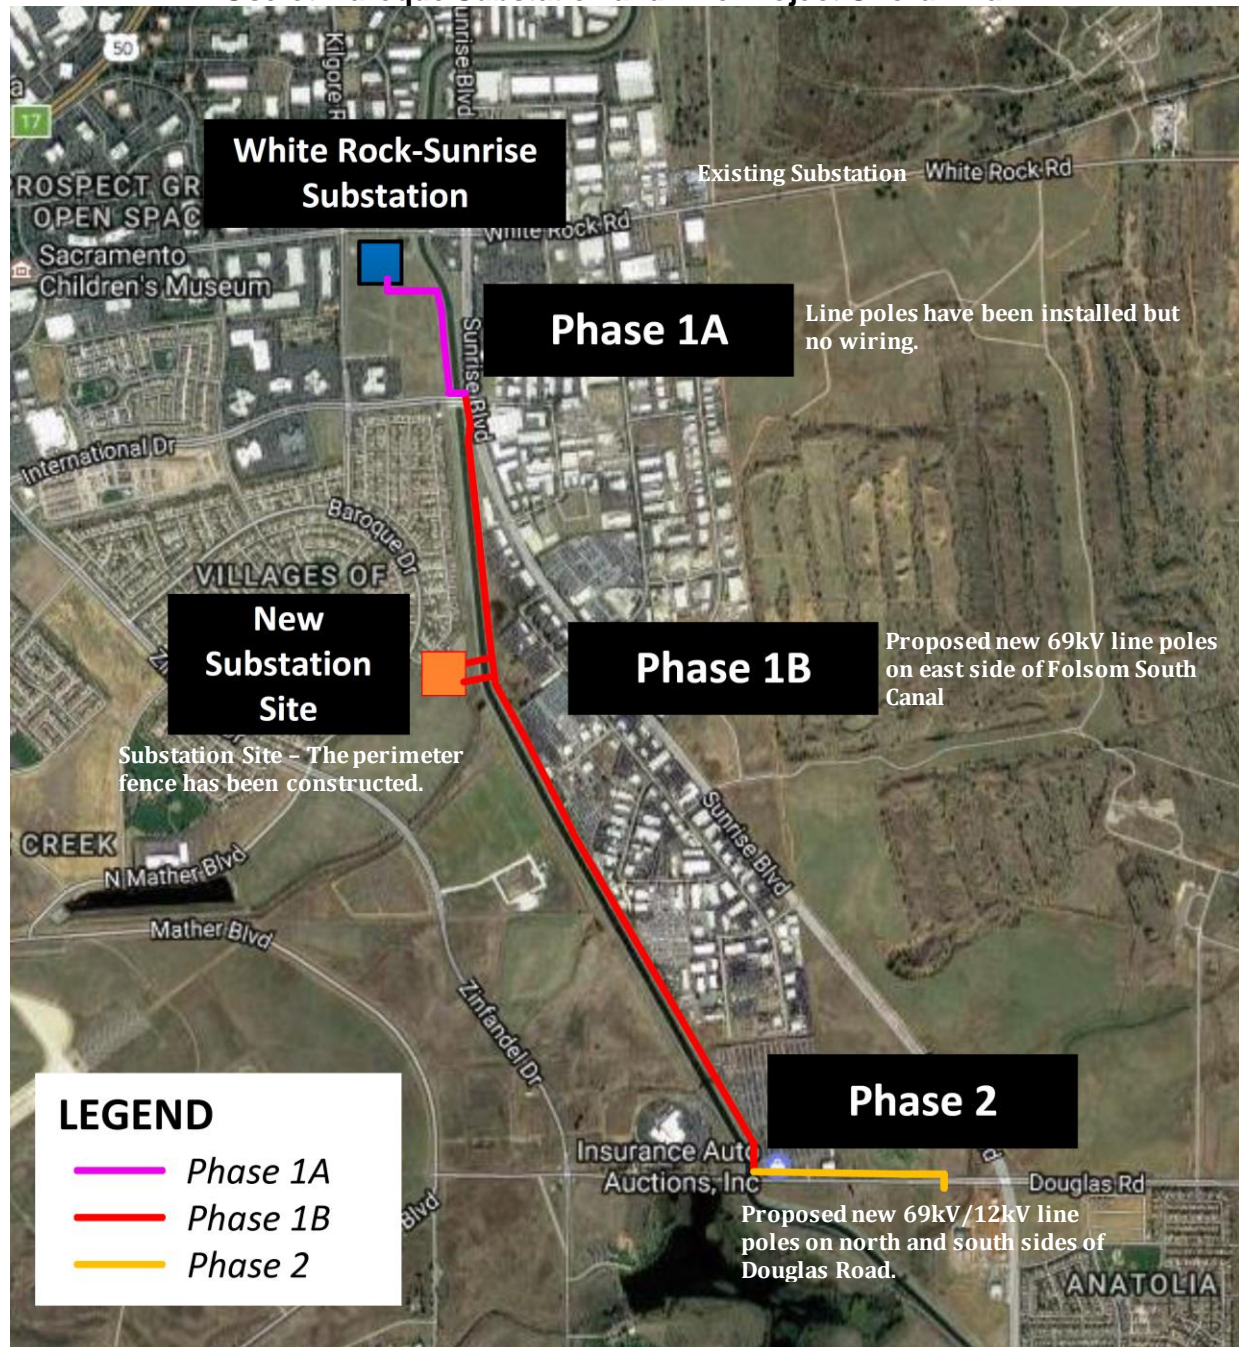 50
Kilgore R
Sunrise Blvd
17
White Rock-Sunrise
Substation
Existing Substation
White Rock Rd
ROSPECT GR
OPEN SPAC
White Rock Rd
Sacramento
Children's Museum
Phase 1A
Line poles have been installed but
no wiring.
Sunrise Blvd
International Dr
Baroque Dr
VILLAGES OF
New
Substation
Site
Phase 1B
Proposed new 69kV line poles
on east side of Folsom South
Canal
Substation Site – The perimeter
fence has been constructed.
Sunrise Blvd
CREEK
N Mather Blvd
Mather Blvd
Zinfandel Dr
Phase 2
LEGEND
Phase 1A
Phase 1B
Phase 2
Insurance Auto
Auctions, Inc
Blvd
Douglas Rd
Proposed new 69kV/12kV line
poles on north and south sides of
Douglas Road.
ANATOLIA